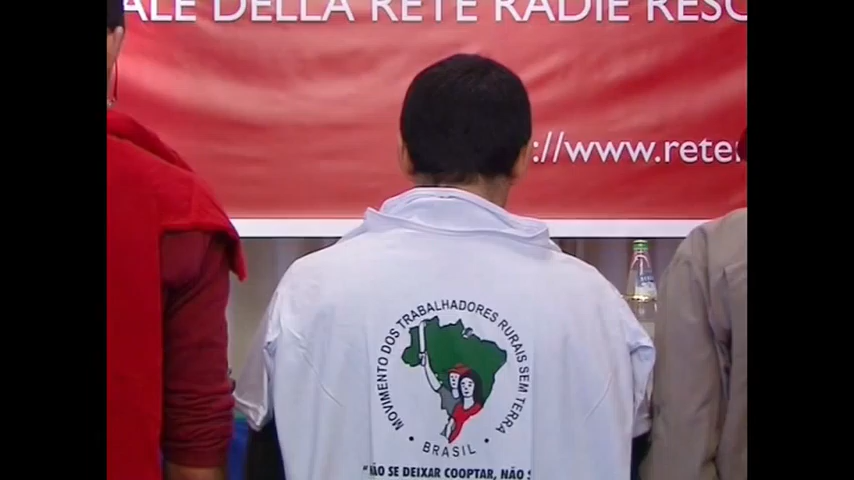 ALE DELLA RETE RADIE RESC
://www.rete
MOVIMENTO DOS TRABALHADORES RURAIS SEM TERRA
• BRASIL •
"NÃO SE DEIXAR COOPTAR, NÃO S